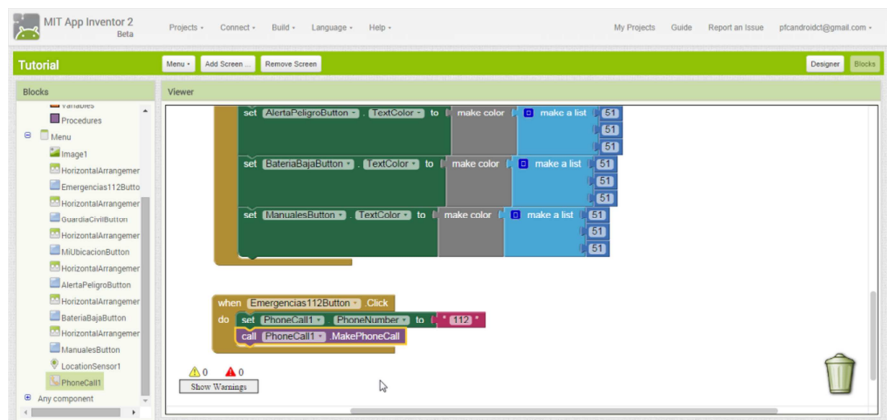 MIT App Inventor 2
Beta
Projects Connect Build Language Help My Projects Guide Report an Issue pfcandroidct@gmail.com
Tutorial Menu Add Screen ... Remove Screen Designer Blocks
Blocks Viewer
Variables
Procedures
Menu
Image1
HorizontalArrangemer
Emergencias112Butto
HorizontalArrangemer
GuardiaCivilButton
HorizontalArrangemer
MiUbicacionButton
HorizontalArrangemer
AlertaPeligroButton
HorizontalArrangemer
BateriaBajaButton
HorizontalArrangemer
ManualesButton
LocationSensor1
PhoneCall1
Any component
set AlertaPeligroButton . TextColor to make color make a list 51
51
51
set BateriaBajaButton . TextColor to make color make a list 51
51
51
set ManualesButton . TextColor to make color make a list 51
51
51
when Emergencias112Button .Click
do set PhoneCall1 . PhoneNumber to " 112 "
call PhoneCall1 .MakePhoneCall
0 0
Show Warnings